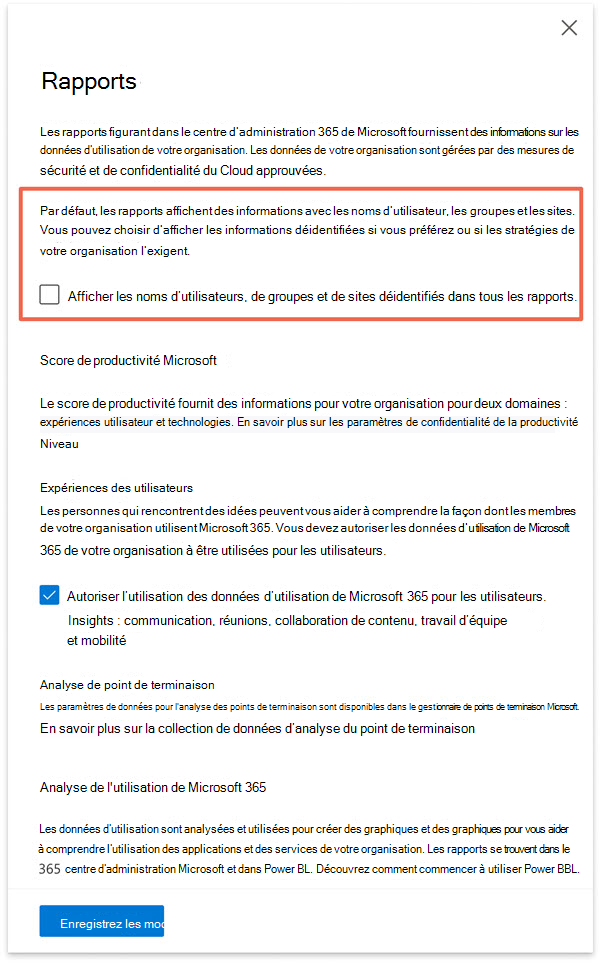 Rapports
Les rapports figurant dans le centre d'administration 365 de Microsoft fournissent des informations sur les
données d'utilisation de votre organisation. Les données de votre organisation sont gérées par des mesures de
sécurité et de confidentialité du Cloud approuvées.
Par défaut, les rapports affichent des informations avec les noms d'utilisateur, les groupes et les sites.
Vous pouvez choisir d'afficher les informations déidentifiées si vous préférez ou si les stratégies de
votre organisation l'exigent.
Afficher les noms d'utilisateurs, de groupes et de sites déidentifiés dans tous les rapports.
Score de productivité Microsoft
Le score de productivité fournit des informations pour votre organisation pour deux domaines :
expériences utilisateur et technologies. En savoir plus sur les paramètres de confidentialité de la productivité
Niveau
Expériences des utilisateurs
Les personnes qui rencontrent des idées peuvent vous aider à comprendre la façon dont les membres
de votre organisation utilisent Microsoft 365. Vous devez autoriser les données d'utilisation de Microsoft
365 de votre organisation à être utilisées pour les utilisateurs.
Autoriser l'utilisation des données d'utilisation de Microsoft 365 pour les utilisateurs.
Insights : communication, réunions, collaboration de contenu, travail d'équipe
et mobilité
Analyse de point de terminaison
Les paramètres de données pour l'analyse des points de terminaison sont disponibles dans le gestionnaire de points de terminaison Microsoft.
En savoir plus sur la collection de données d'analyse du point de terminaison
Analyse de l'utilisation de Microsoft 365
Les données d'utilisation sont analysées et utilisées pour créer des graphiques et des graphiques pour vous aider
à comprendre l'utilisation des applications et des services de votre organisation. Les rapports se trouvent dans le
365 centre d'administration Microsoft et dans Power BL. Découvrez comment commencer à utiliser Power BBL.
Enregistrez les moc